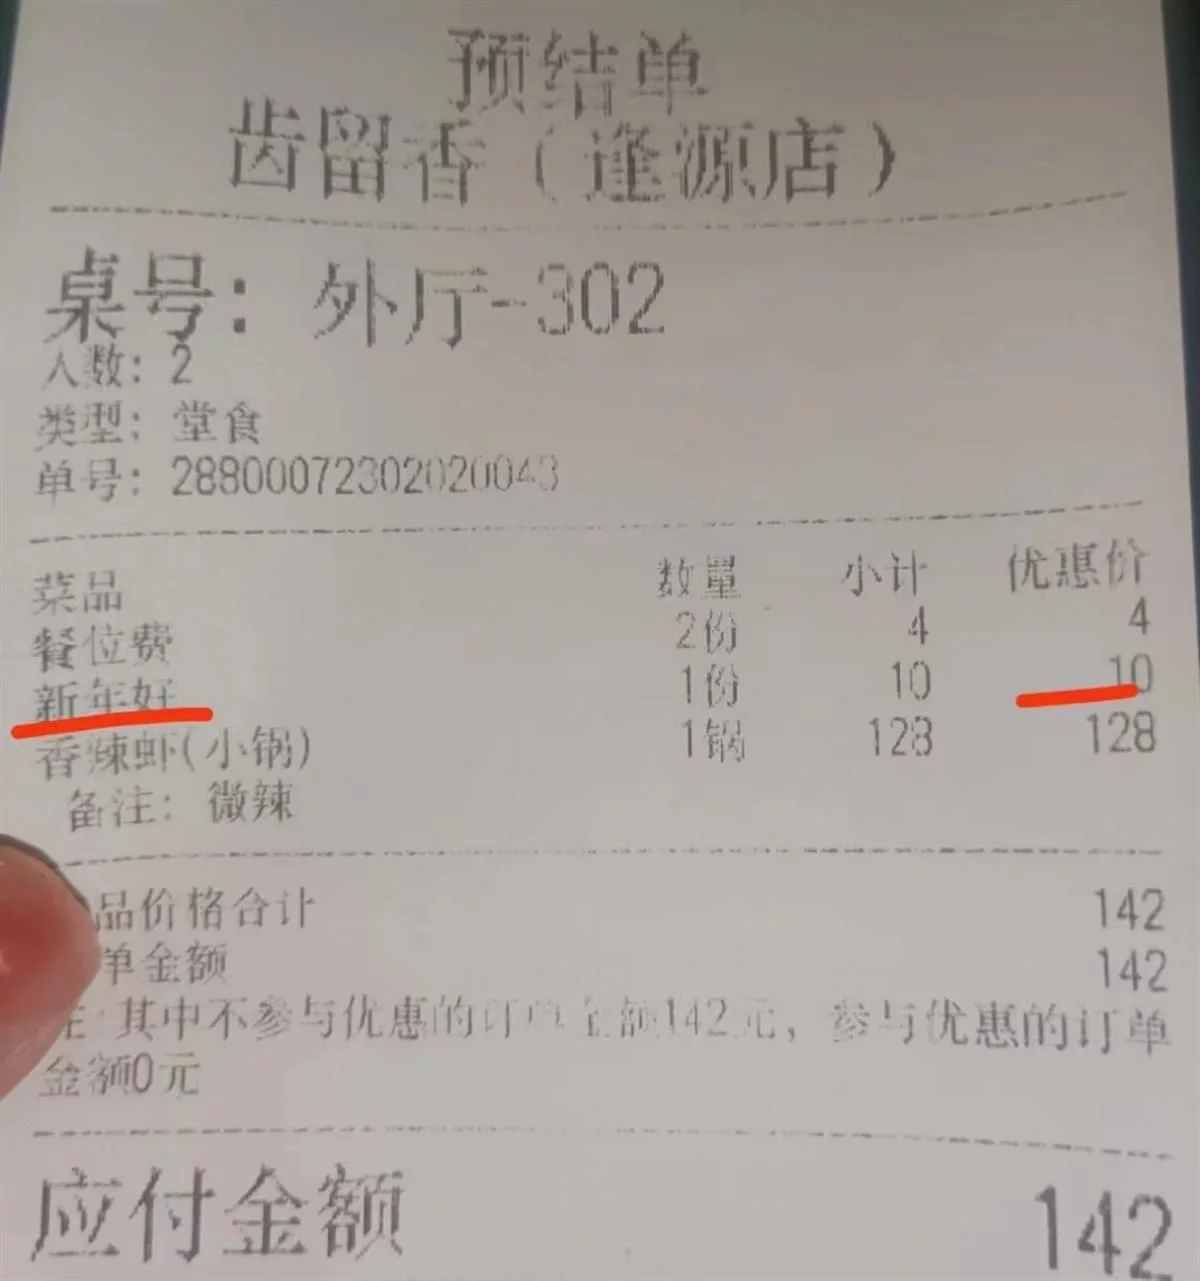 预结单
齿留香（逢源店）
桌号：外厅-302
人数：2
类型：堂食
单号：28800072302020043
菜品 数量 小计 优惠价
餐位费 2份 4 4
新年好 1份 10 10
香辣虾(小锅) 1锅 128 128
备注：微辣
品价格合计 142
单金额 142
注:其中不参与优惠的订单金额142元，参与优惠的订单
金额0元
应付金额 142